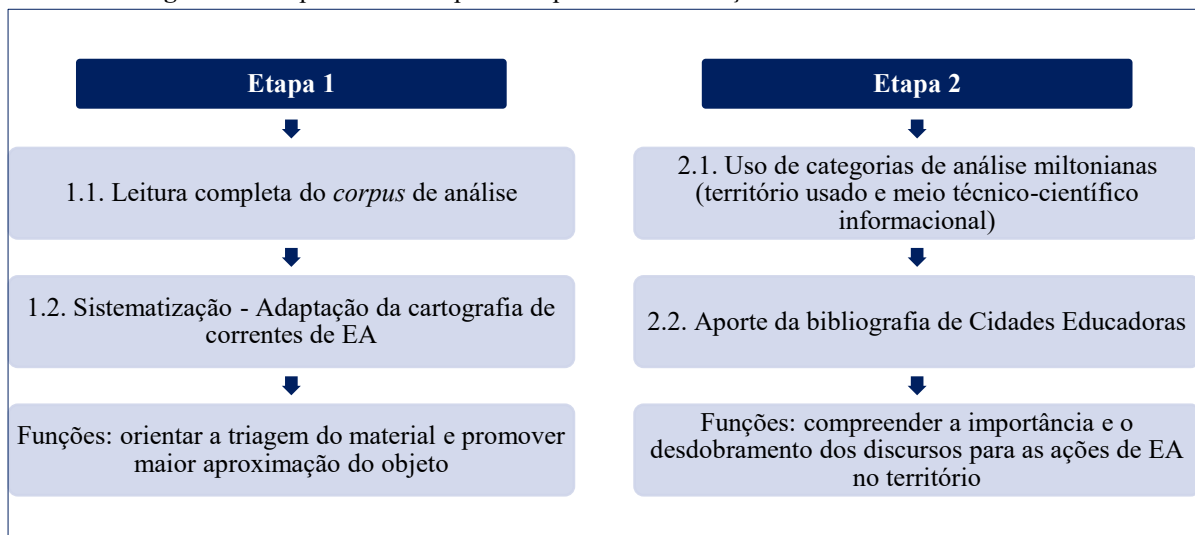 Etapa 1
1.1. Leitura completa do corpus de análise
1.2. Sistematização - Adaptação da cartografia de
correntes de EA
Funções: orientar a triagem do material e promover
maior aproximação do objeto
Etapa 2
2.1. Uso de categorias de análise miltonianas
(território usado e meio técnico-científico
informacional)
2.2. Aporte da bibliografia de Cidades Educadoras
Funções: compreender a importância e o
desdobramento dos discursos para as ações de EA
no território